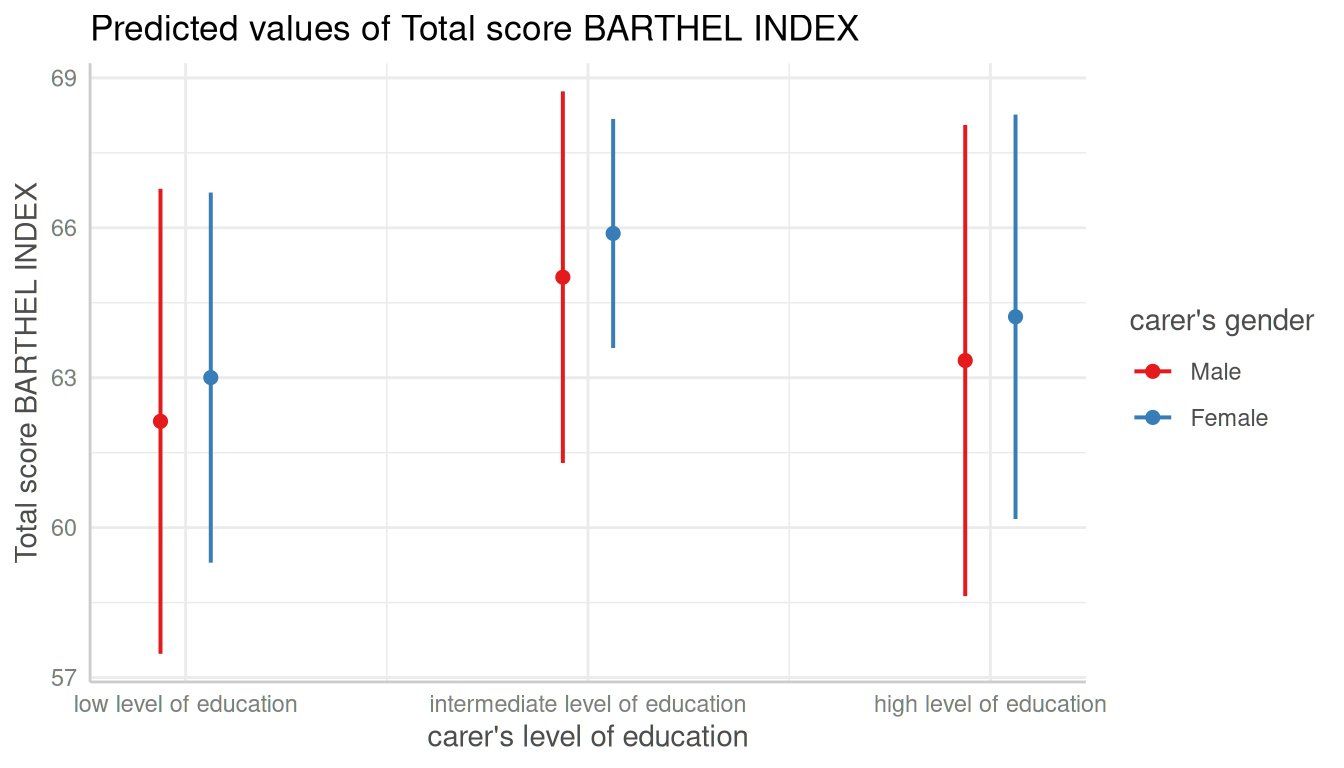 Predicted values of Total score BARTHEL INDEX
Total score BARTHEL INDEX
69
66
63
60
57
low level of education
intermediate level of education
high level of education
carer's level of education
carer's gender
Male
Female